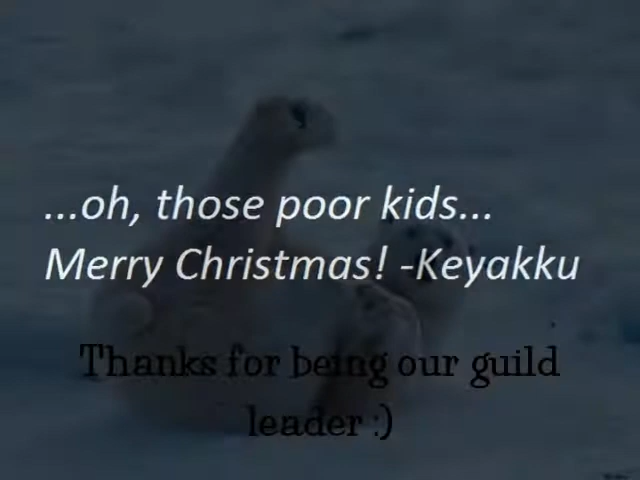 ...oh, those poor kids...
Merry Christmas! -Keyakku
Thanks for being our guild
leader :)